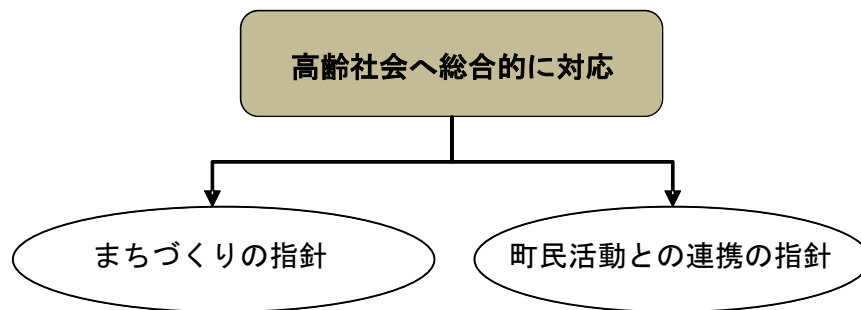 高齢社会へ総合的に対応
まちづくりの指針
町民活動との連携の指針